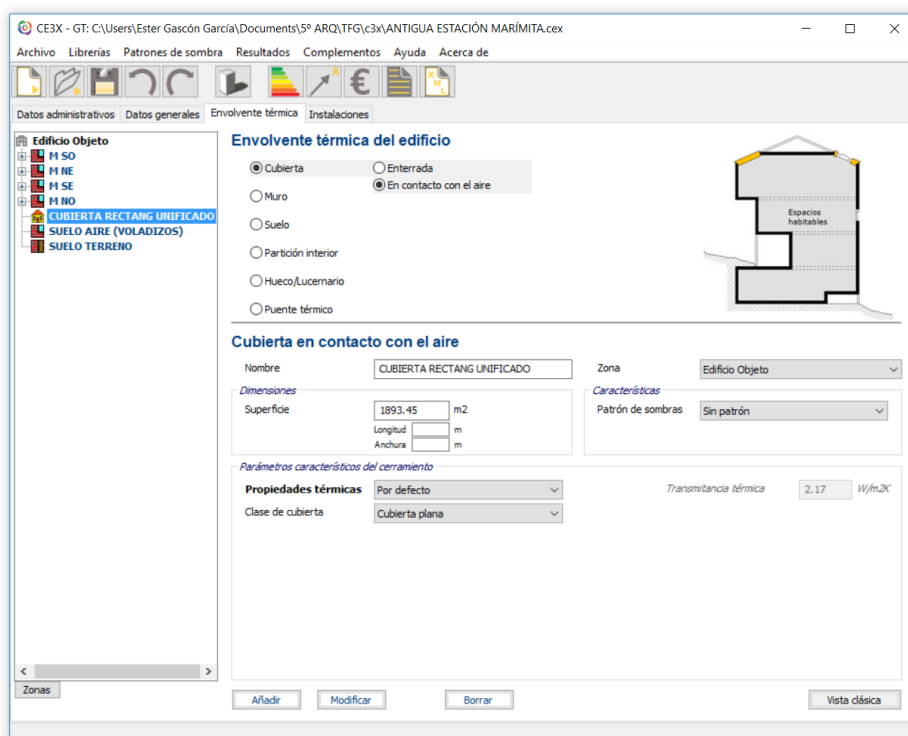 CE3X - GT: C:\Users\Ester Gascón García\Documents\5º ARQ\TFG\c3x\ANTIGUA ESTACIÓN MARÍMITA.cex
Archivo Librerías Patrones de sombra Resultados Complementos Ayuda Acerca de
Datos administrativos Datos generales Envolvente térmica Instalaciones
Edificio Objeto
M SO
M NE
M SE
M NO
CUBIERTA RECTANG UNIFICADO
SUELO AIRE (VOLADIZOS)
SUELO TERRENO
Zonas
Envolvente térmica del edificio
Cubierta
Enterrada
En contacto con el aire
Muro
Suelo
Partición interior
Hueco/Lucernario
Puente térmico
Espacios
habitables
Cubierta en contacto con el aire
Nombre CUBIERTA RECTANG UNIFICADO Zona Edificio Objeto
Dimensiones
Superficie 1893.45 m2
Longitud m
Anchura m
Características
Patrón de sombras Sin patrón
Parámetros característicos del cerramiento
Propiedades térmicas Por defecto Transmitancia térmica 2.17 W/m2K
Clase de cubierta Cubierta plana
Añadir Modificar Borrar Vista clásica